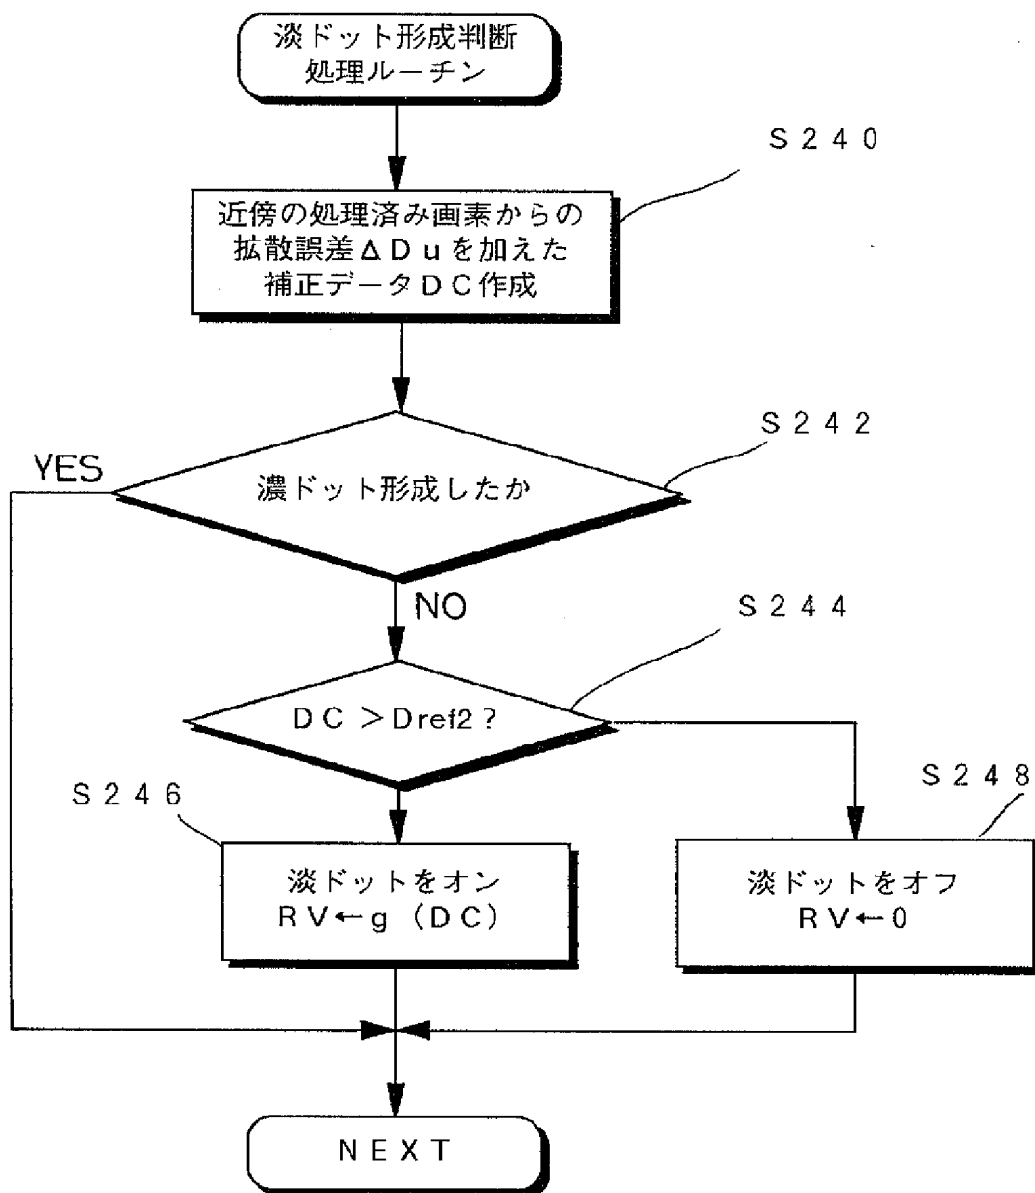 淡ドット形成判断
処理ルーチン
S240
近傍の処理済み画素からの
拡散誤差ΔDuを加えた
補正データDC作成
S242
YES
濃ドット形成したか
NO
S244
DC>Dref2?
S246
S248
淡ドットをオン
RV←g(DC)
淡ドットをオフ
RV←0
NEXT